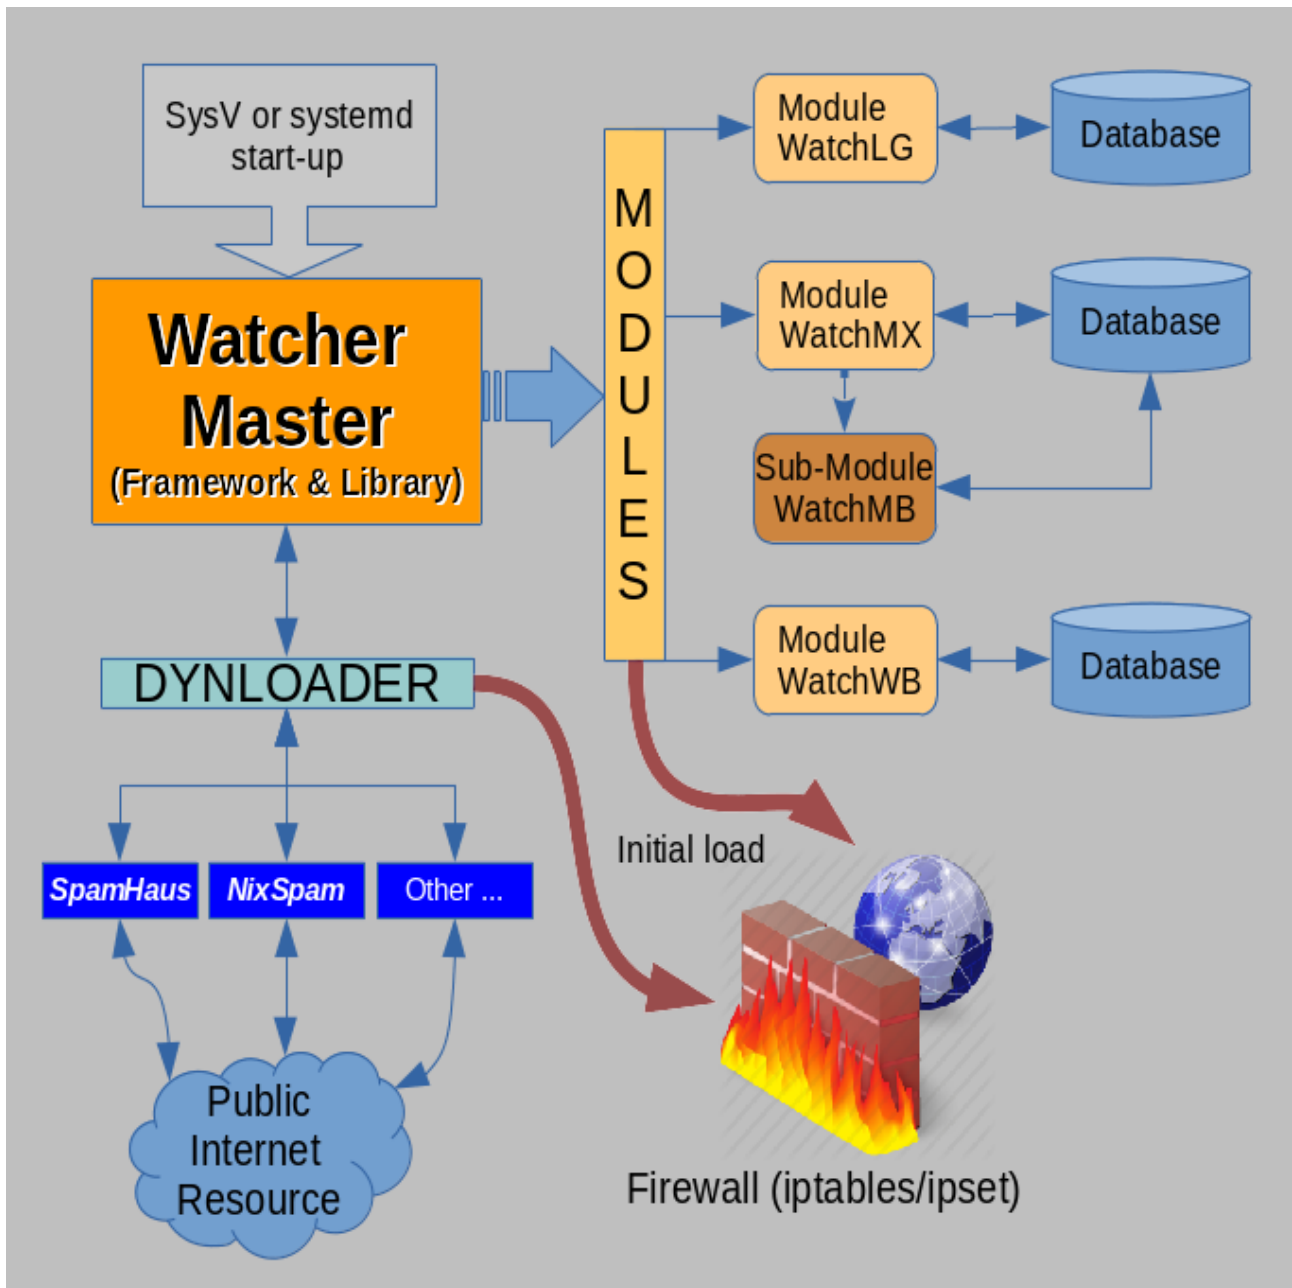 SysV or systemd
start-up
Watcher
Master
(Framework & Library)
M
O
D
U
L
E
S
Module
WatchLG
Database
Module
WatchMX
Database
Sub-Module
WatchMB
Module
WatchWB
Database
DYNLOADER
SpamHaus
NixSpam
Other ...
Public
Internet
Resource
Initial load
Firewall (iptables/ipset)